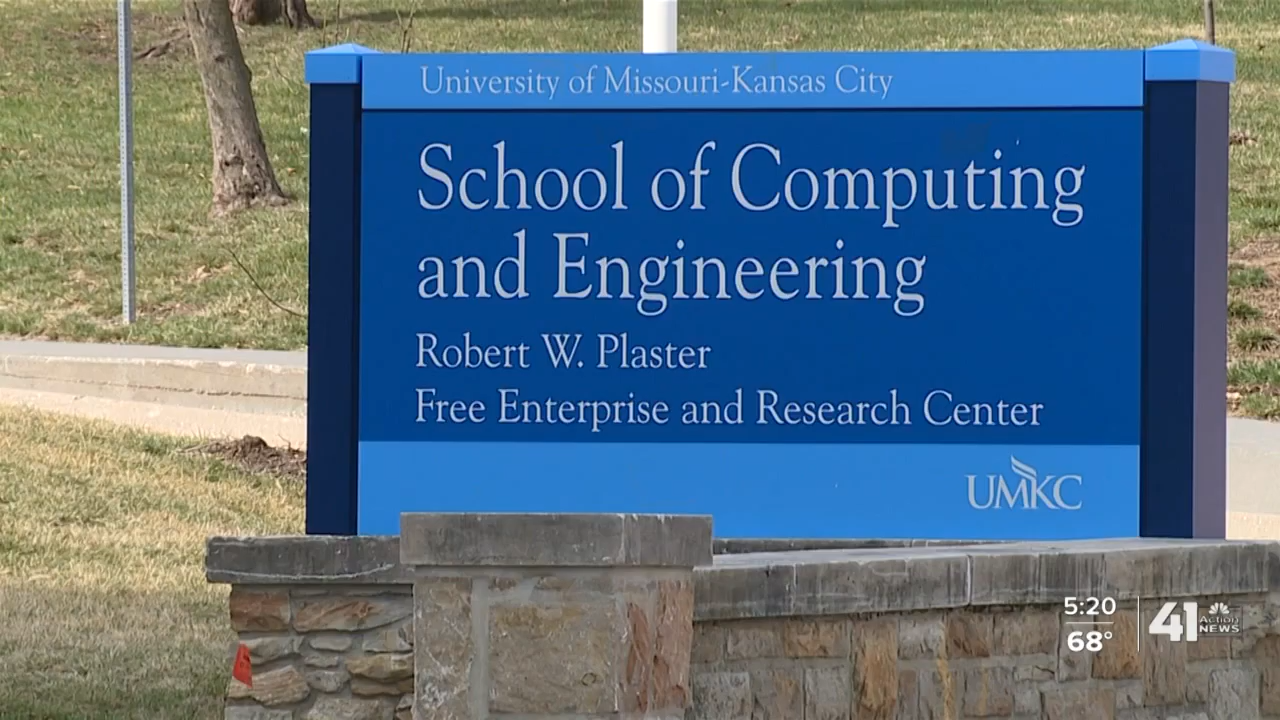 University of Missouri-Kansas City
School of Computing
and Engineering
Robert W. Plaster
Free Enterprise and Research Center
UMKC
5:20
68°
41 Action NEWS